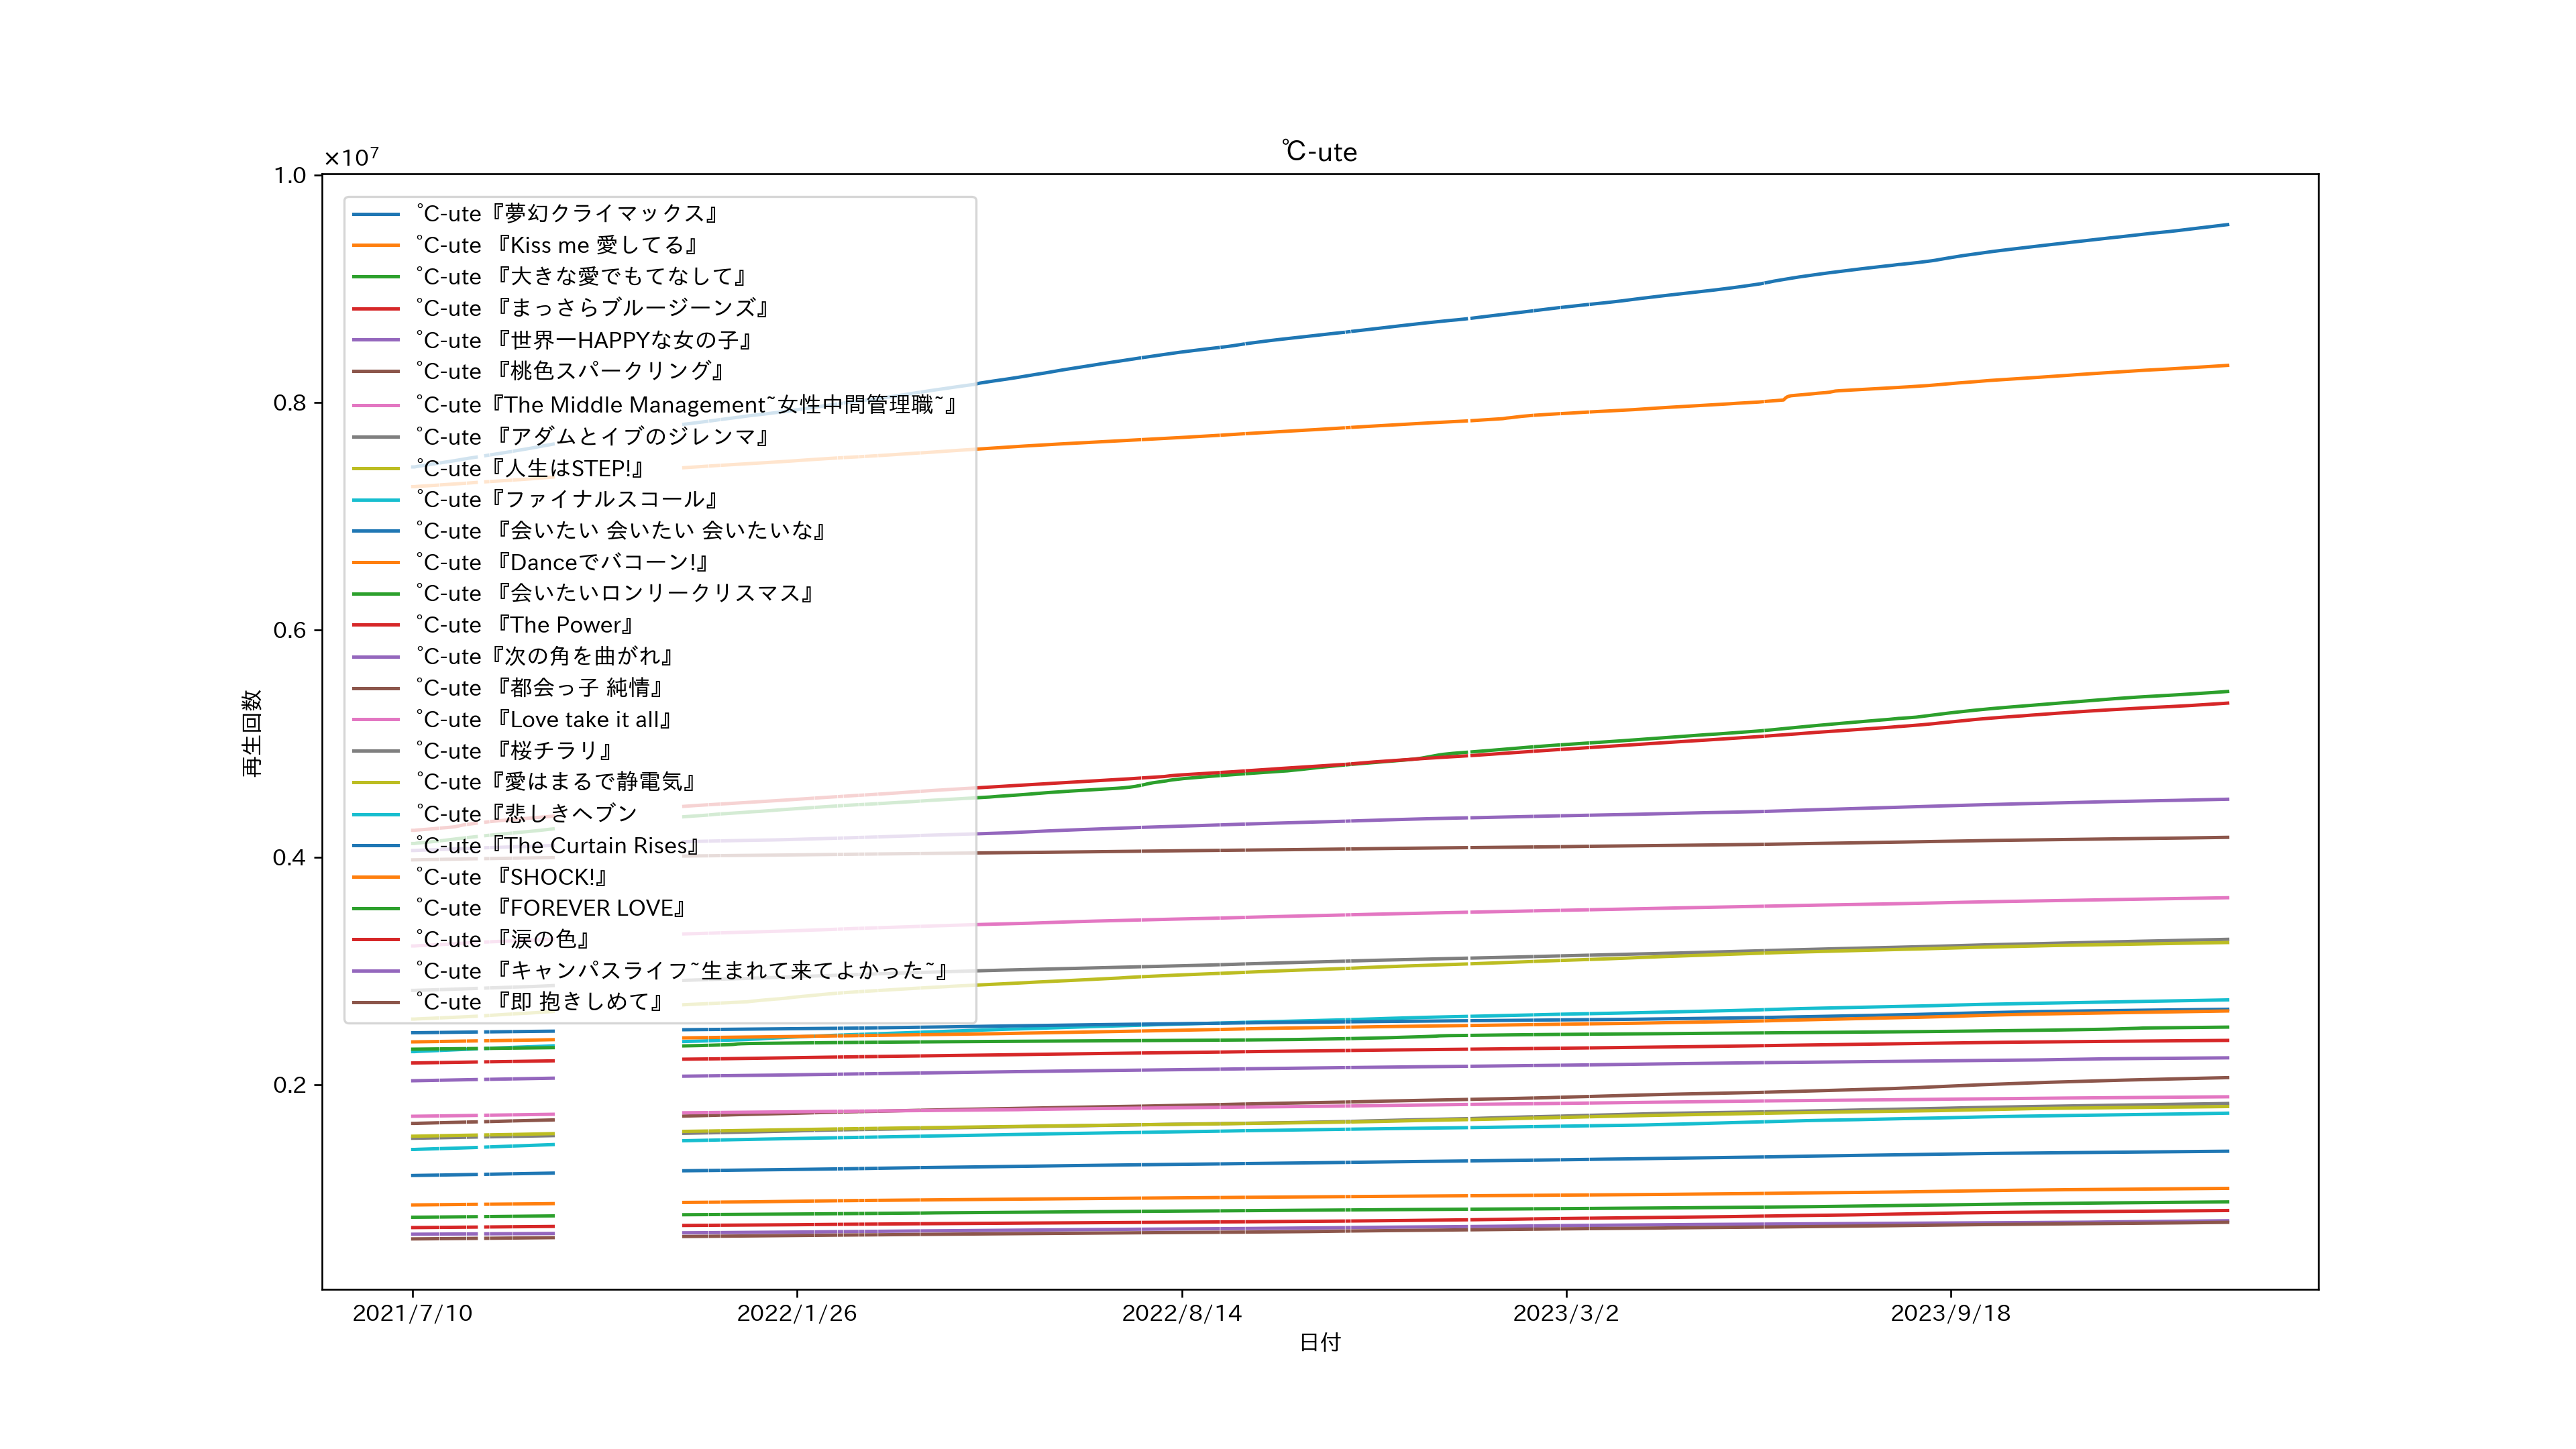 ℃-ute
×10⁷
1.0
0.8
0.6
0.4
0.2
再生回数
℃-ute『夢幻クライマックス』
℃-ute 『Kiss me 愛してる』
℃-ute 『大きな愛でもてなして』
℃-ute 『まっさらブルージーンズ』
℃-ute 『世界一HAPPYな女の子』
℃-ute 『桃色スパークリング』
℃-ute『The Middle Management~女性中間管理職~』
℃-ute 『アダムとイブのジレンマ』
℃-ute『人生はSTEP!』
℃-ute『ファイナルスコール』
℃-ute 『会いたい 会いたい 会いたいな』
℃-ute 『Danceでバコーン!』
℃-ute 『会いたいロンリークリスマス』
℃-ute 『The Power』
℃-ute『次の角を曲がれ』
℃-ute 『都会っ子 純情』
℃-ute 『Love take it all』
℃-ute 『桜チラリ』
℃-ute『愛はまるで静電気』
℃-ute『悲しきヘブン
℃-ute『The Curtain Rises』
℃-ute 『SHOCK!』
℃-ute 『FOREVER LOVE』
℃-ute 『涙の色』
℃-ute 『キャンパスライフ~生まれて来てよかった~』
℃-ute 『即 抱きしめて』
2021/7/10
2022/1/26
2022/8/14
2023/3/2
2023/9/18
日付